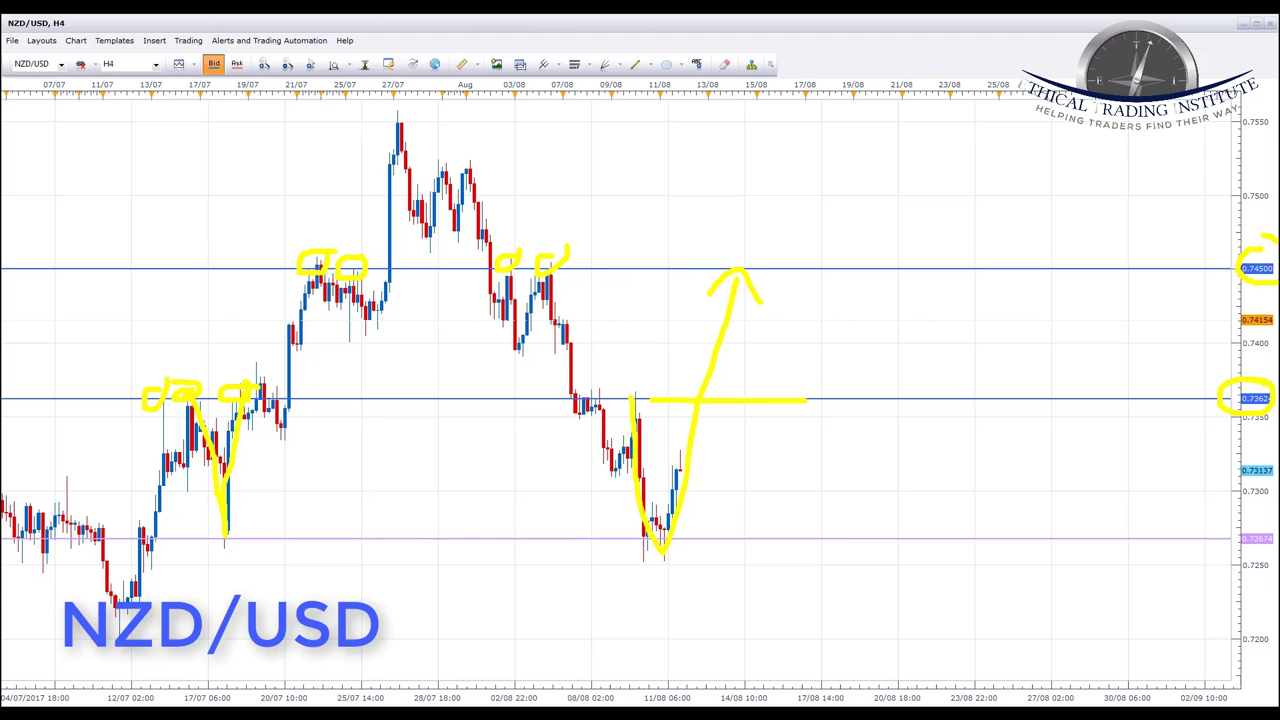 NZD/USD, H4
File Layouts Chart Templates Insert Trading Alerts and Trading Automation Help
NZD/USD H4 Bid Ask ABC
07/07 11/07 13/07 17/07 19/07 21/07 25/07 27/07 Aug 03/08 07/08 09/08 11/08 13/08 15/08 17/08 19/08 21/08 23/08 25/08
T
E I
ETHICAL TRADING INSTITUTE
HELPING TRADERS FIND THEIR WAY
0.7550
0.7500
0.74500
0.74154
0.7400
0.7362
0.7350
0.73137
0.7300
0.72674
0.7250
0.7200
NZD/USD
04/07/2017 18:00 12/07 02:00 17/07 06:00 20/07 10:00 25/07 14:00 28/07 18:00 02/08 22:00 08/08 02:00 11/08 06:00 14/08 10:00 17/08 14:00 20/08 18:00 23/08 22:00 27/08 02:00 30/08 06:00 02/09 10:00